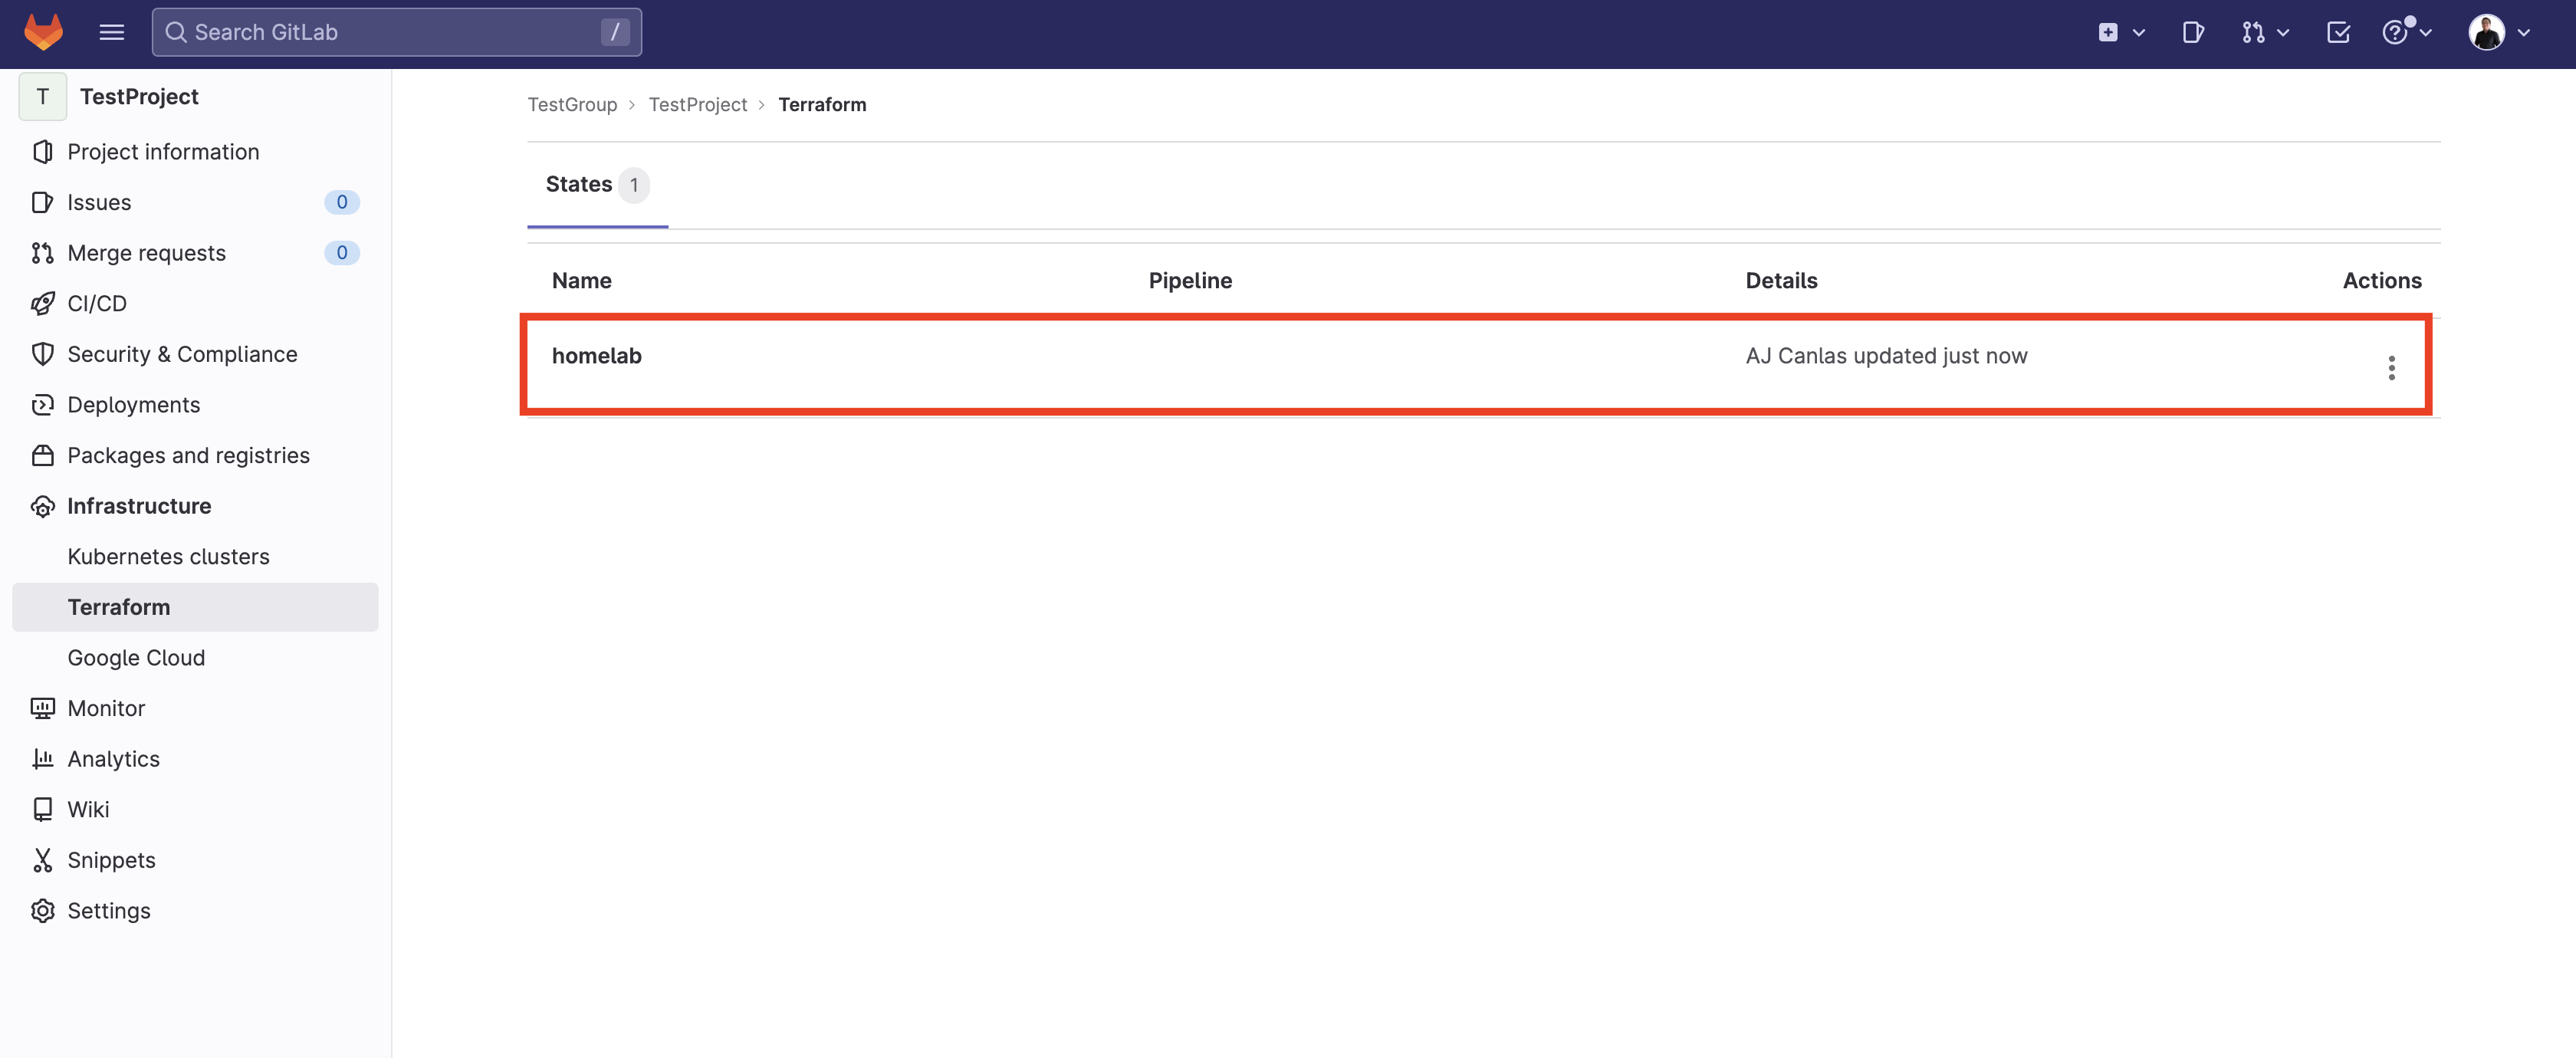 Search GitLab /
T TestProject
Project information
Issues 0
Merge requests 0
CI/CD
Security & Compliance
Deployments
Packages and registries
Infrastructure
Kubernetes clusters
Terraform
Google Cloud
Monitor
Analytics
Wiki
Snippets
Settings
TestGroup > TestProject > Terraform
States 1
Name Pipeline Details Actions
homelab AJ Canlas updated just now